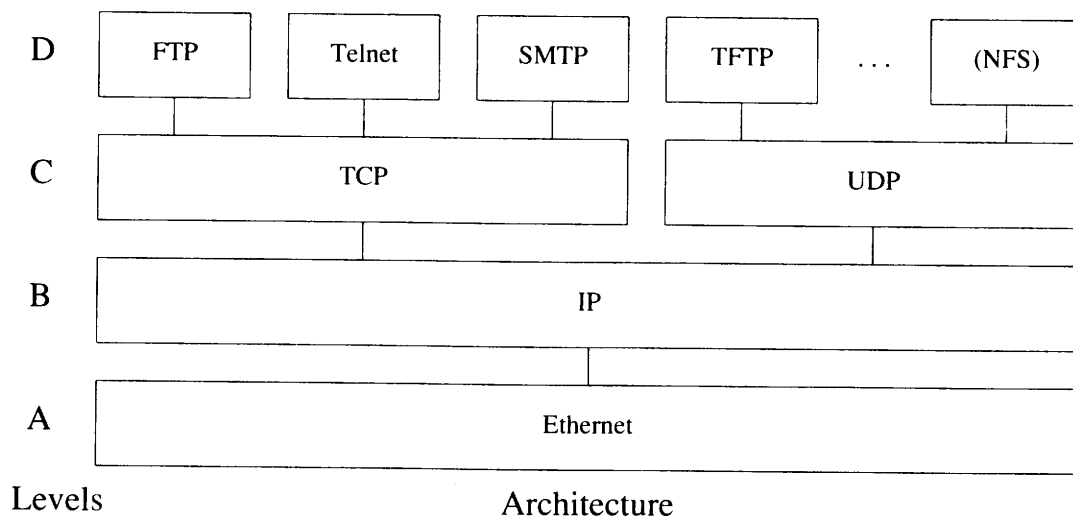 D FTP Telnet SMTP TFTP . . . (NFS)
C TCP UDP
B IP
A Ethernet
Levels Architecture